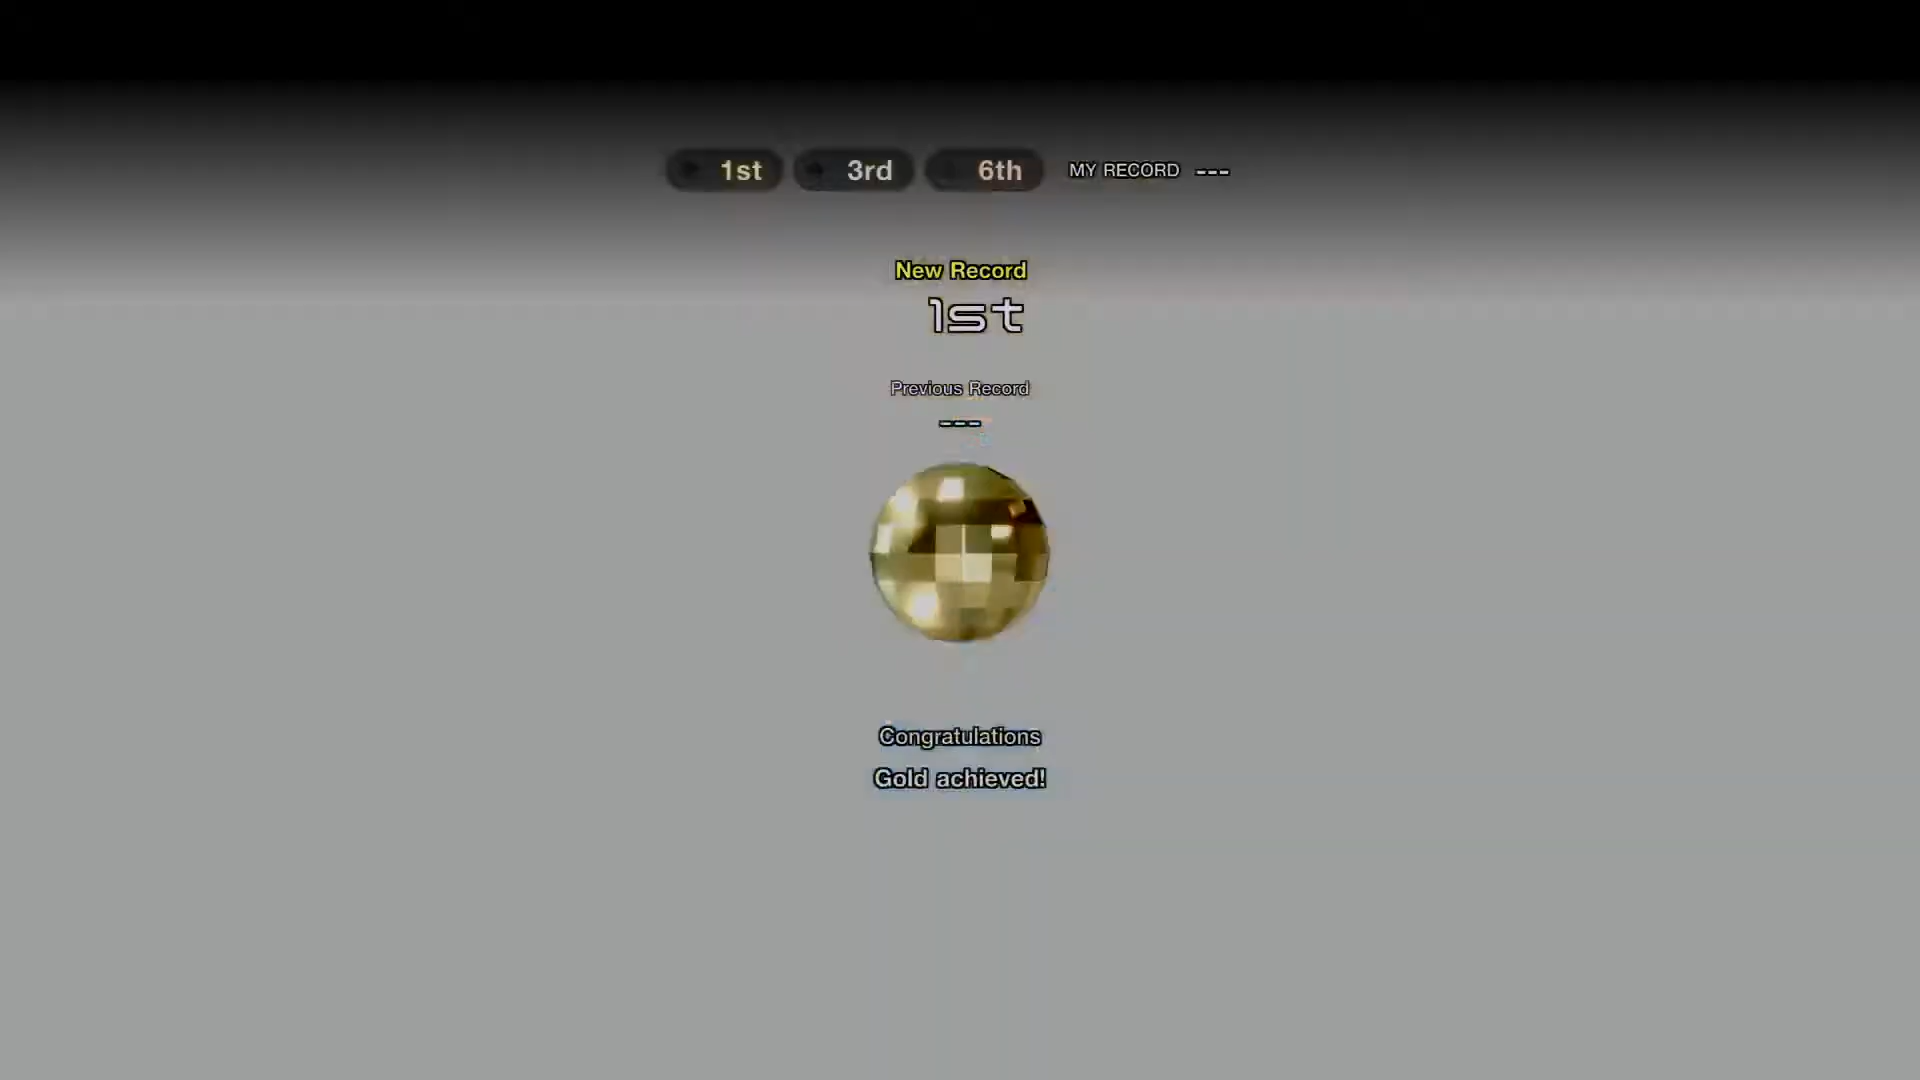 1st 3rd 6th MY RECORD ---
New Record
1st
Previous Record
---
Congratulations
Gold achieved!